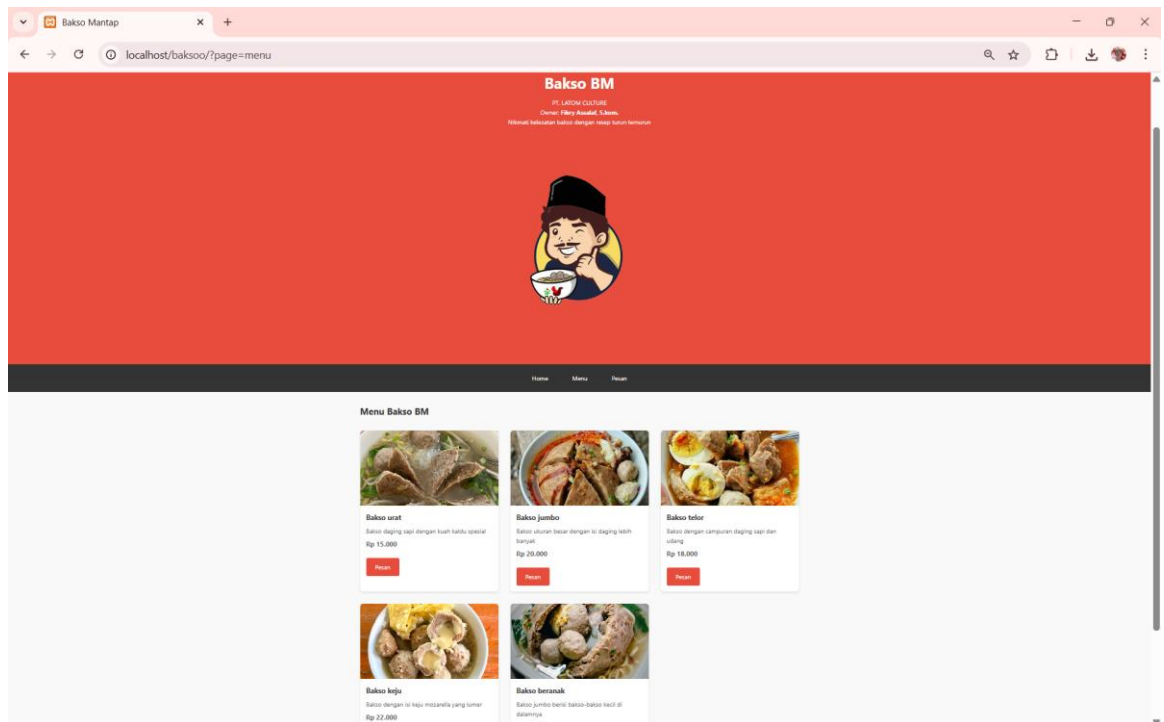 Bakso Mantap
localhost/baksoo/?page=menu
Bakso BM
PT. LATOM CULTURE
Owner: Fikry Assalaf, S.kom.
Nikmati kelezatan bakso dengan resep turun-temurun
Home Menu Pesan
Menu Bakso BM
Bakso urat
Bakso daging sapi dengan kuah kaldu spesial
Rp 15.000
Pesan
Bakso jumbo
Bakso ukuran besar dengan isi daging lebih
banyak
Rp 20.000
Pesan
Bakso telor
Bakso dengan campuran daging sapi dan
udang
Rp 18.000
Pesan
Bakso keju
Bakso dengan isi keju mozarella yang lumer
Rp 22.000
Bakso beranak
Bakso jumbo berisi bakso-bakso kecil di
dalamnya